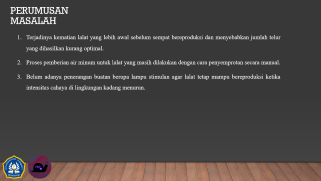 PERUMUSAN
MASALAH
1. Terjadinya kematian lalat yang lebih awal sebelum sempat bereproduksi dan menyebabkan jumlah telur
yang dihasilkan kurang optimal.
2. Proses pemberian air minum untuk lalat yang masih dilakukan dengan cara penyemprotan secara manual.
3. Belum adanya penerangan buatan berupa lampu stimulan agar lalat tetap mampu bereproduksi ketika
intensitas cahaya di lingkungan kadang menurun.